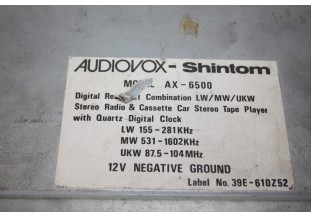 AUDIOVOX - Shintom
AX-6500
Digital Combination LW/MW/UKW
Stereo Radio & Cassette Car Stereo Tape Player
with Quartz Digital Clock
LW 155-281KHz
MW 531-1602KHz
UKW 87.5-104MHz
12V NEGATIVE GROUND
Label No. 39E-610Z52